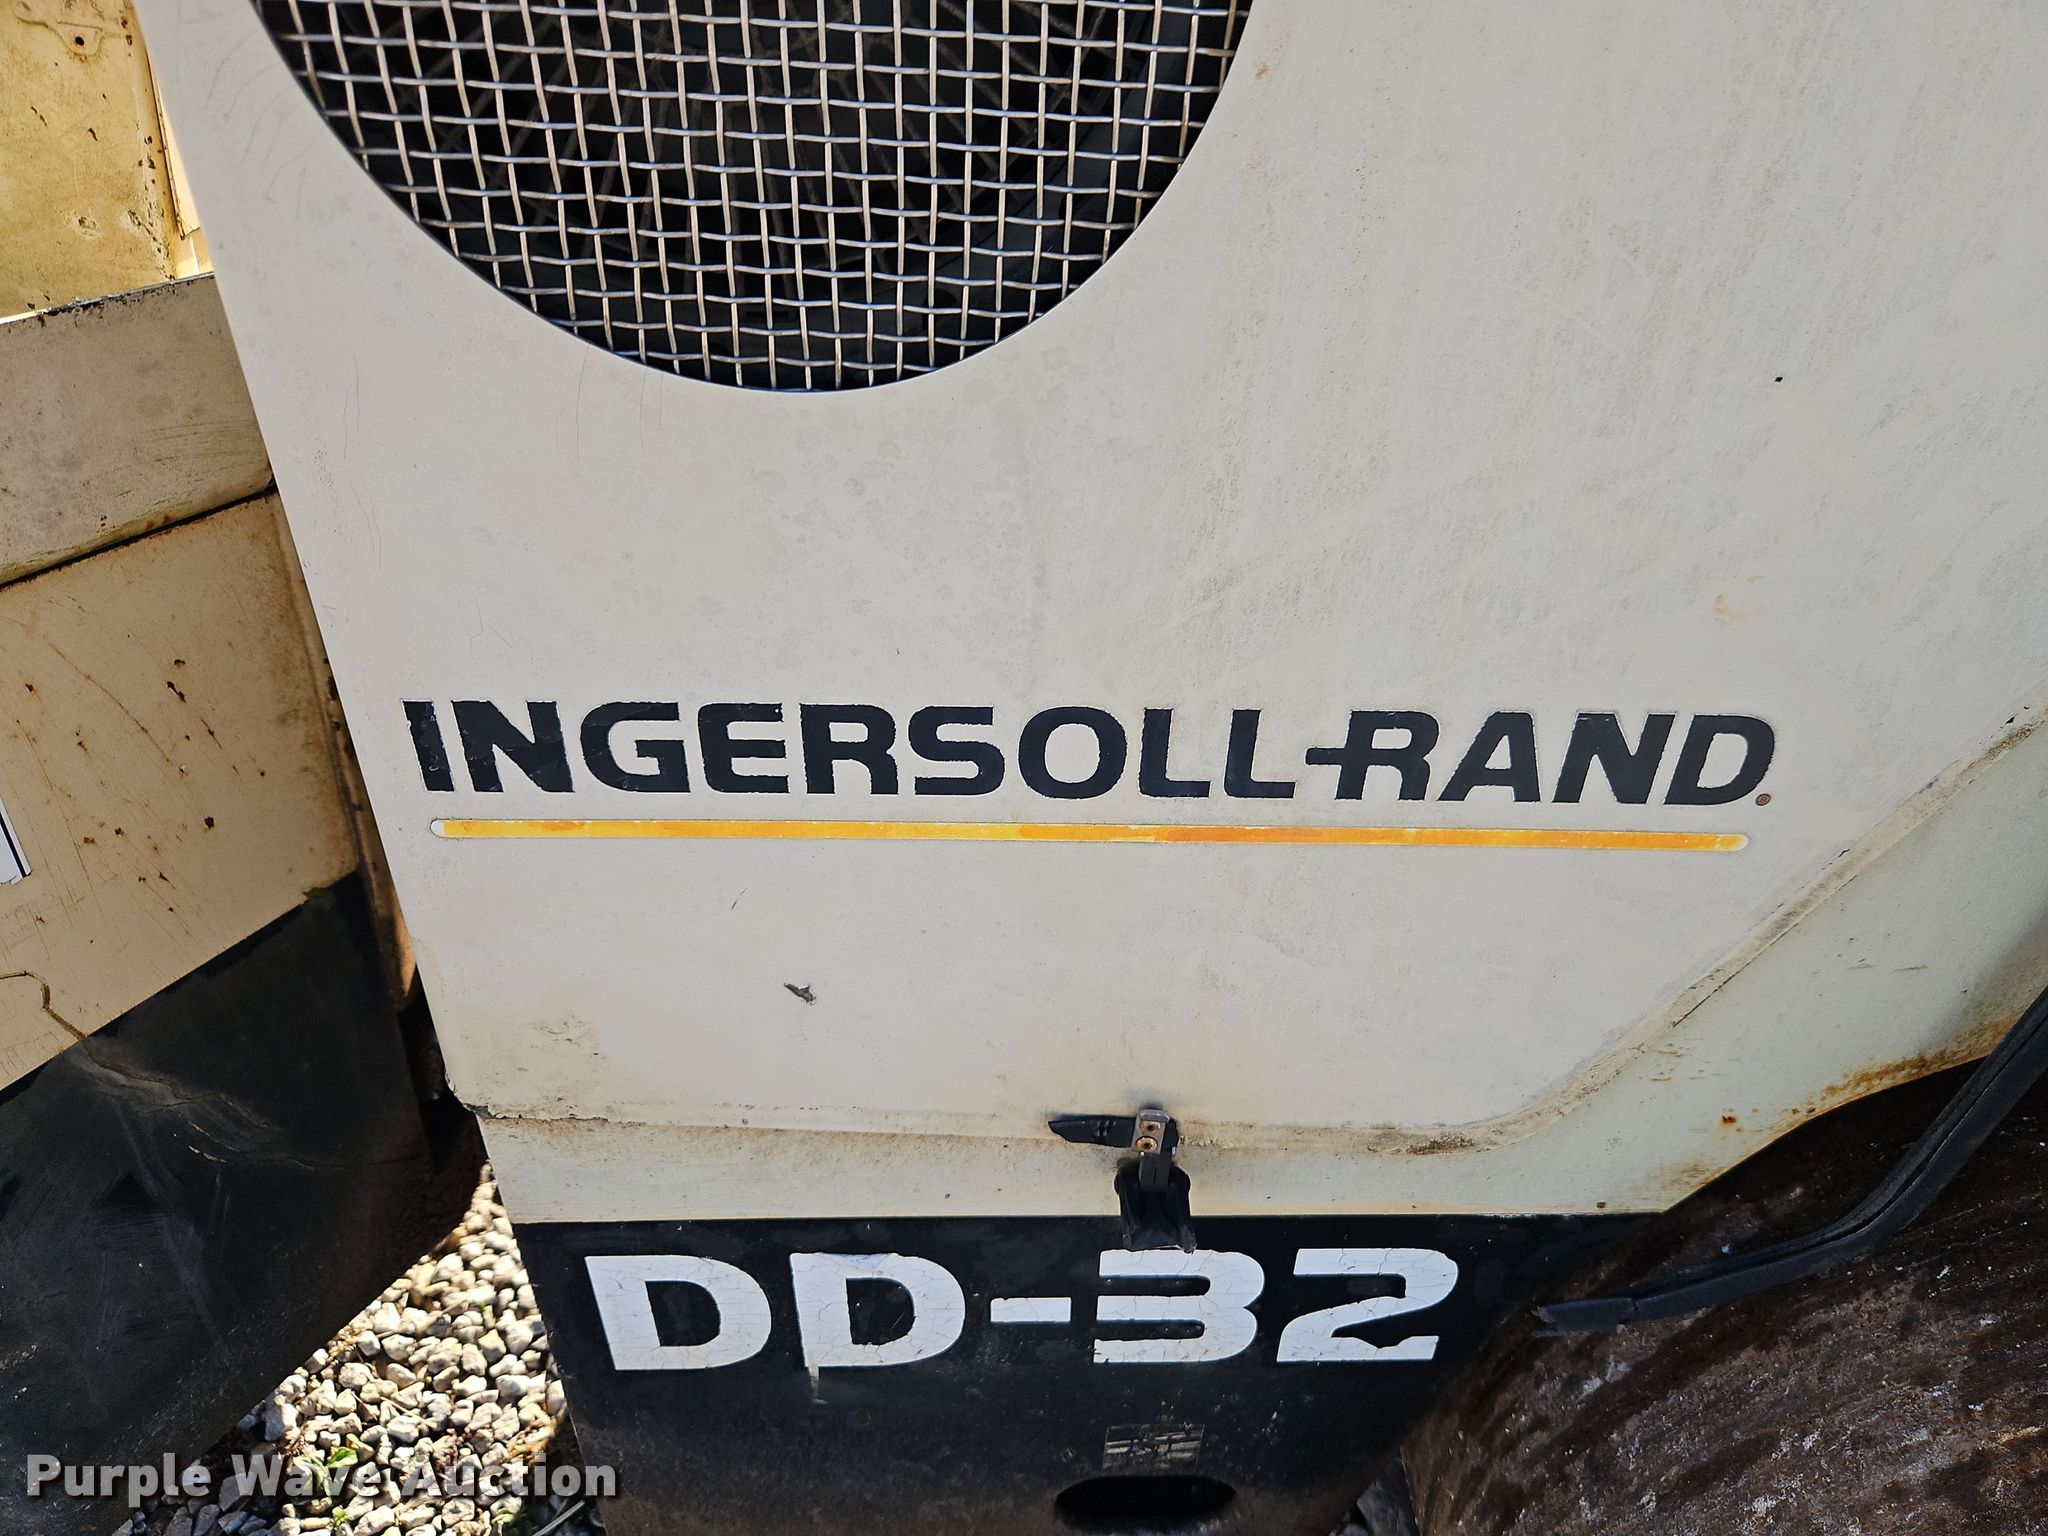 INGERSOLL-RAND®
DD-32
Purple Wave Auction